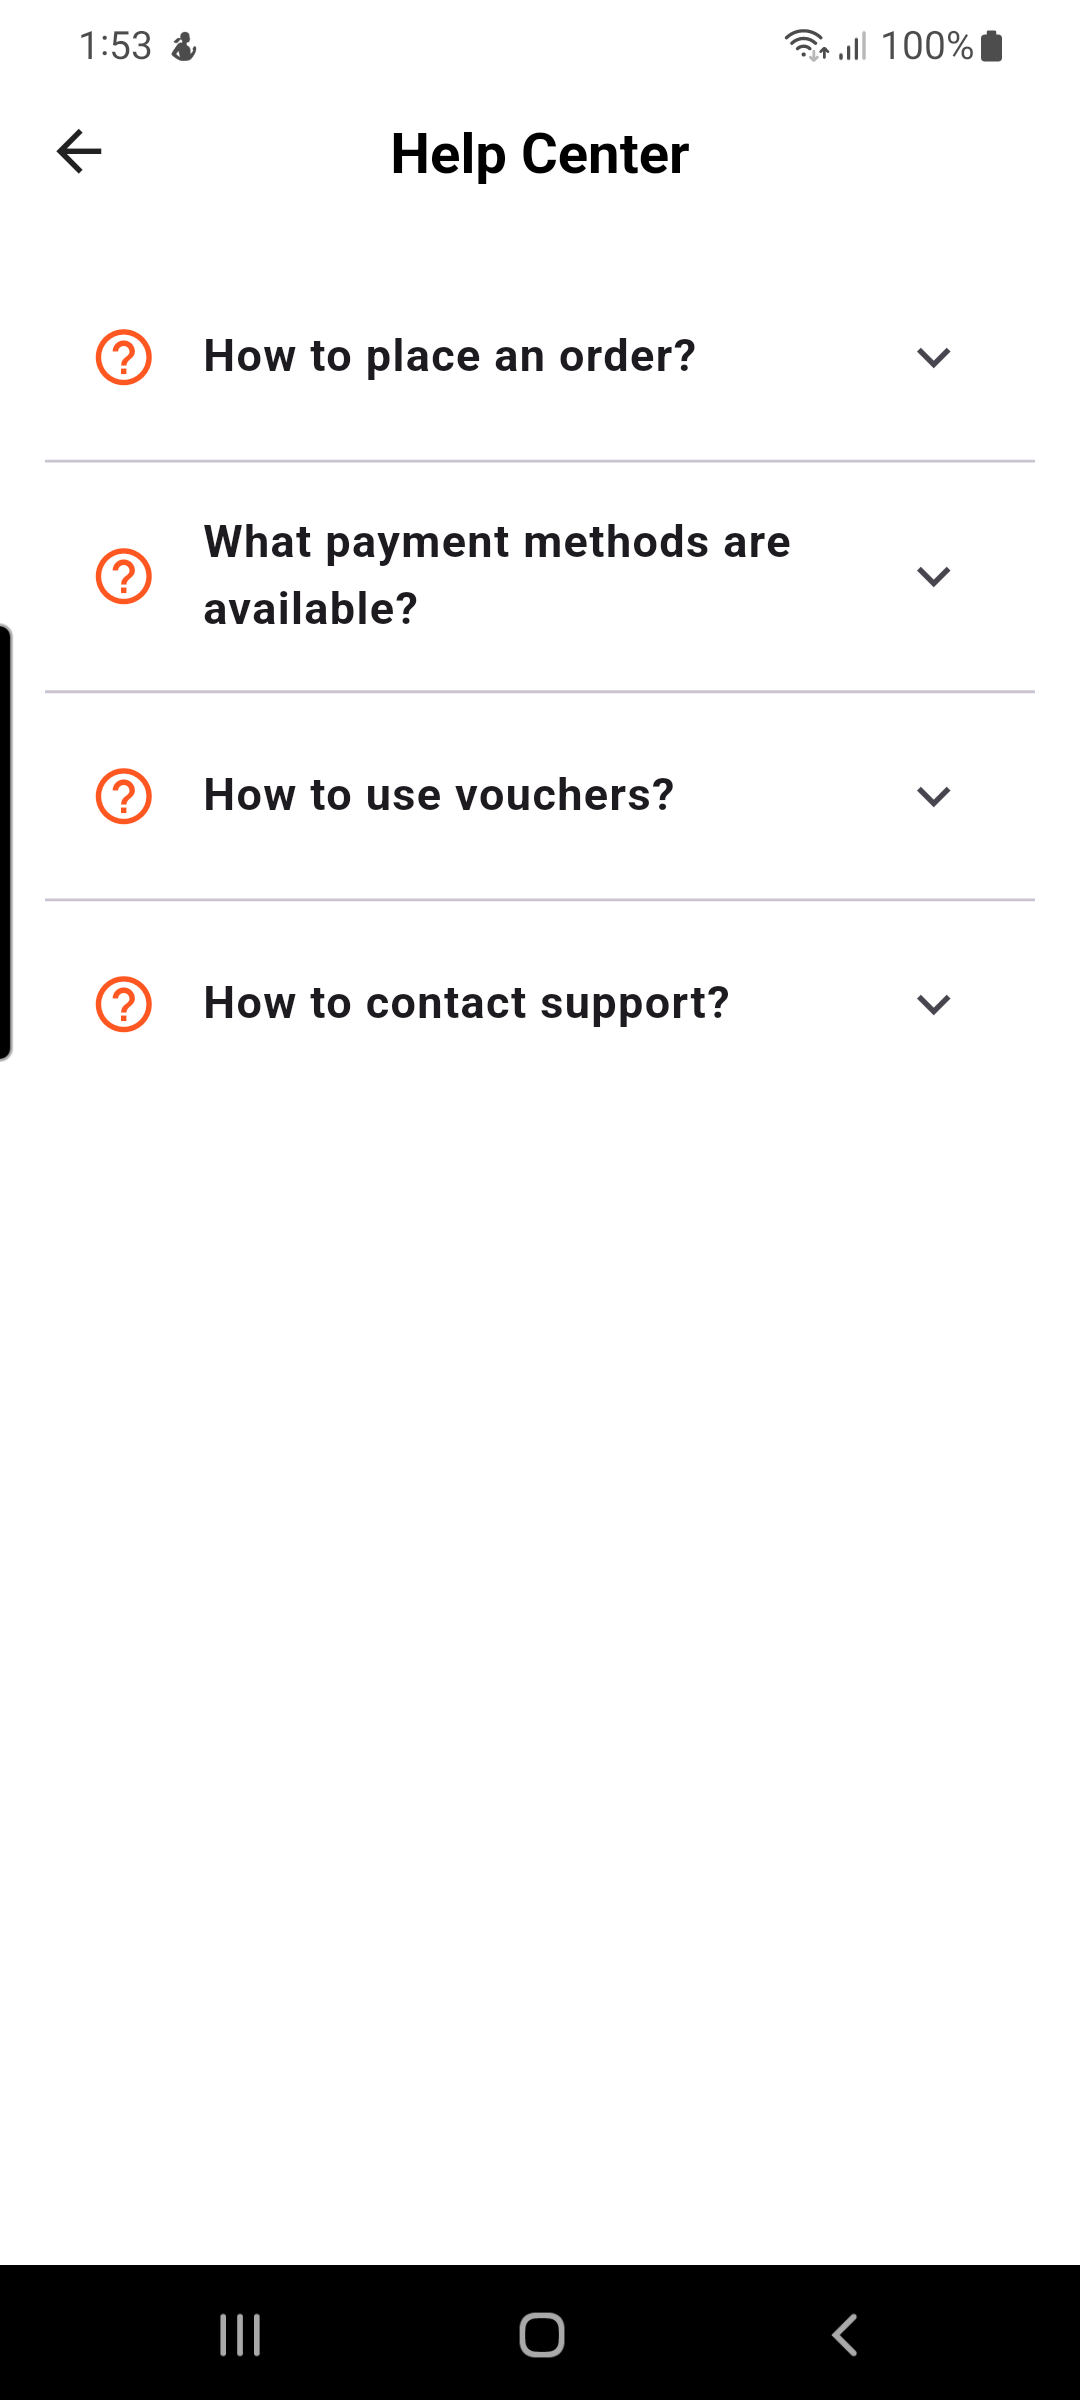 1:53
100%
Help Center
How to place an order?
What payment methods are
available?
How to use vouchers?
How to contact support?